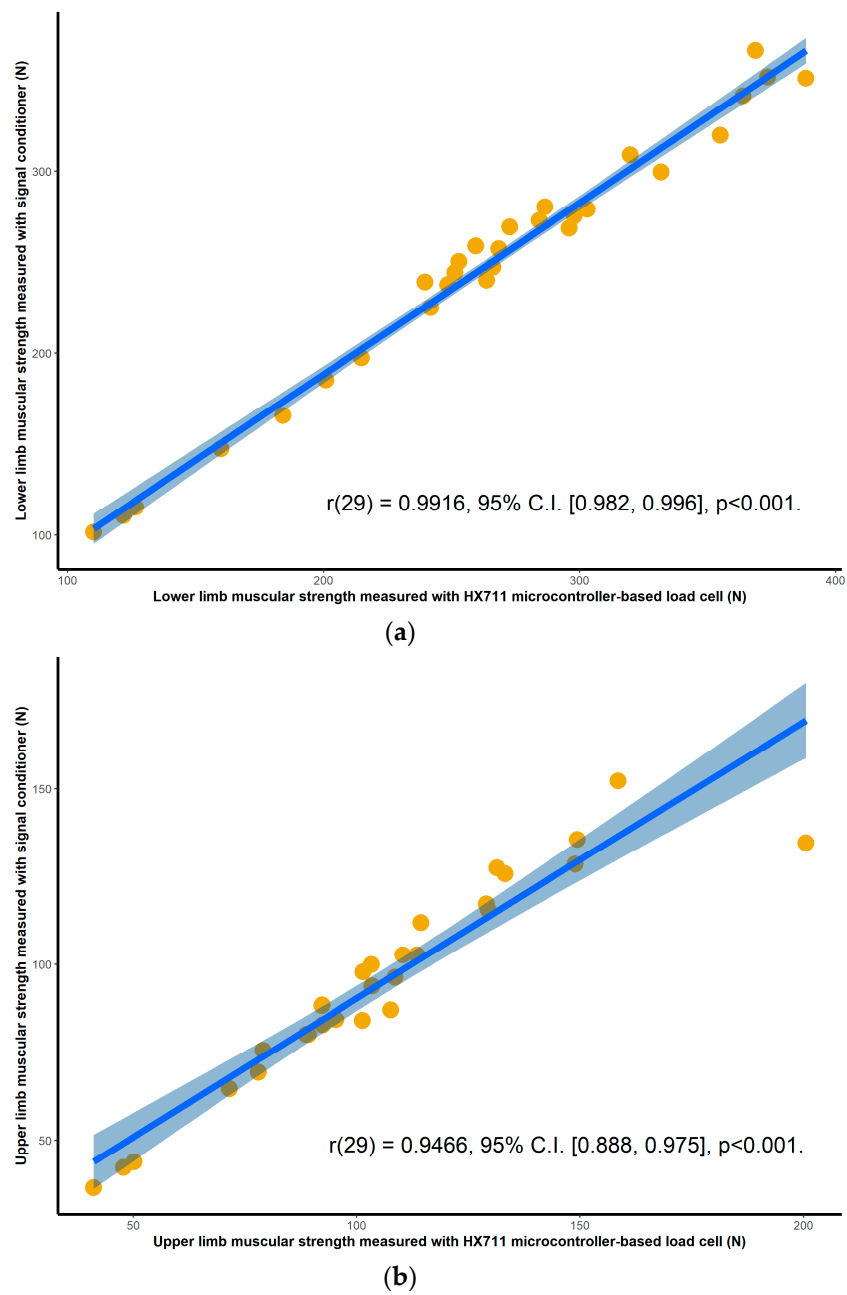 Lower limb muscular strength measured with signal conditioner (N)
300
200
100
r(29) = 0.9916, 95% C.I. [0.982, 0.996], p<0.001.
100 200 300 400
Lower limb muscular strength measured with HX711 microcontroller-based load cell (N)
(a)
Upper limb muscular strength measured with signal conditioner (N)
150
100
50
r(29) = 0.9466, 95% C.I. [0.888, 0.975], p<0.001.
50 100 150 200
Upper limb muscular strength measured with HX711 microcontroller-based load cell (N)
(b)